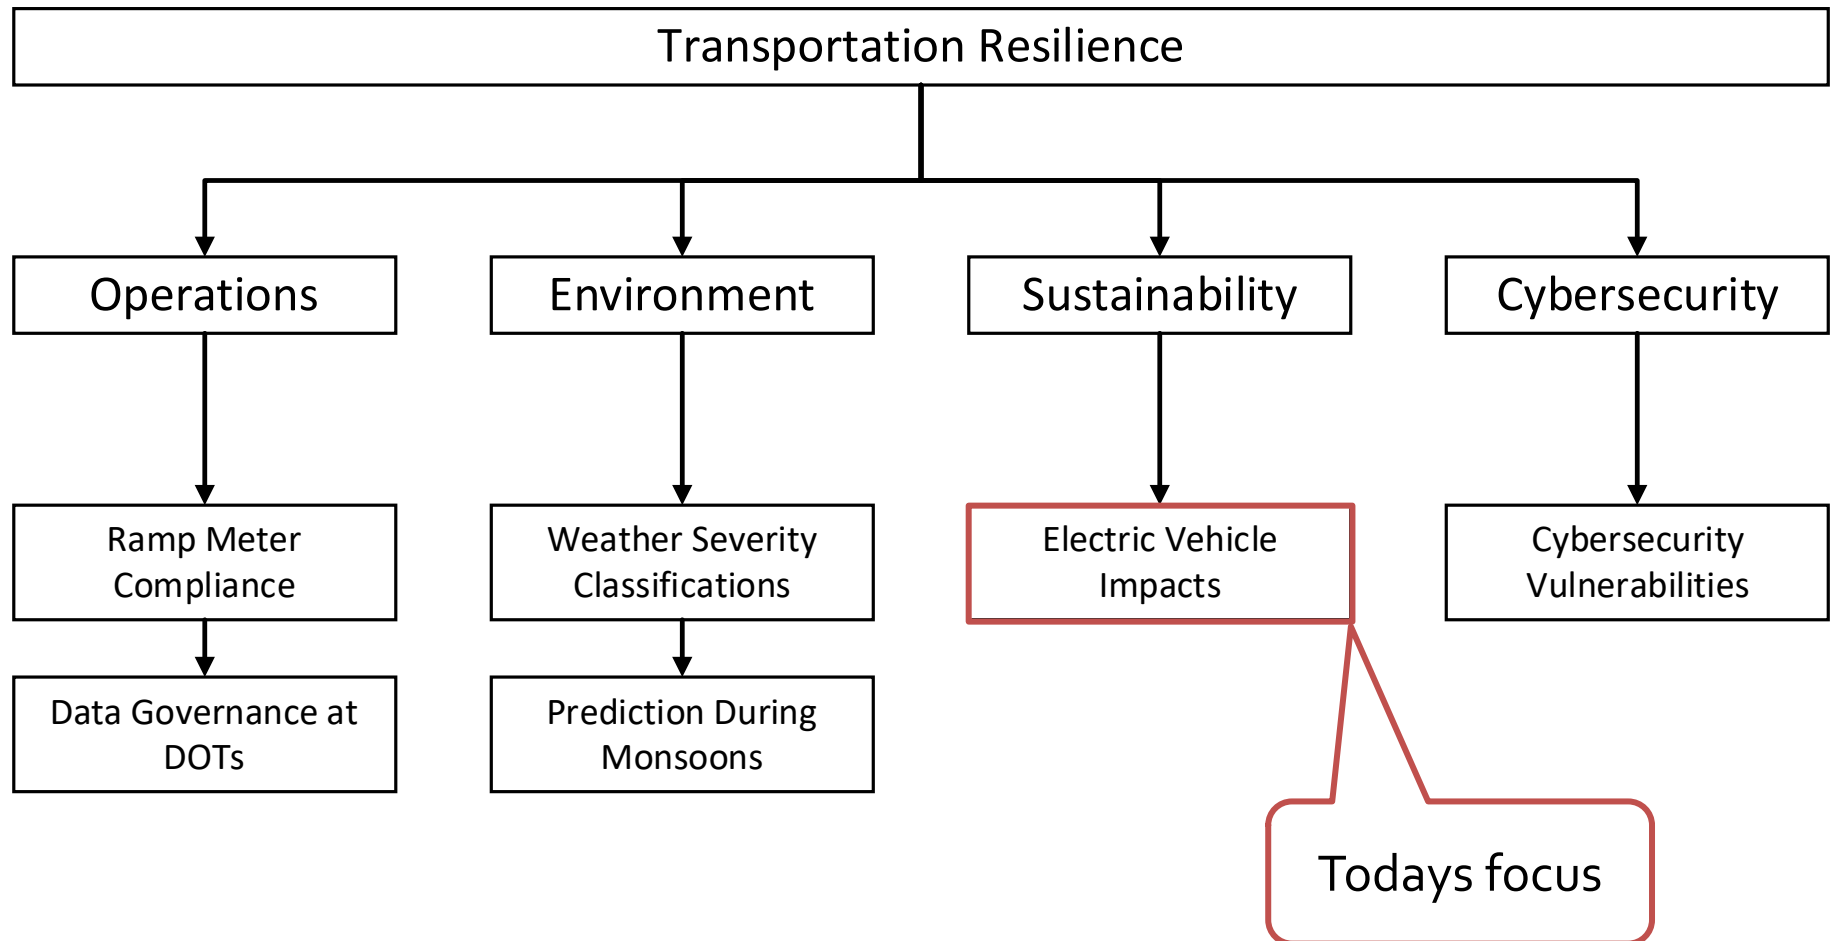 Transportation Resilience
Operations
Environment
Sustainability
Cybersecurity
Ramp Meter
Compliance
Weather Severity
Classifications
Electric Vehicle
Impacts
Cybersecurity
Vulnerabilities
Data Governance at
DOTs
Prediction During
Monsoons
Todays focus